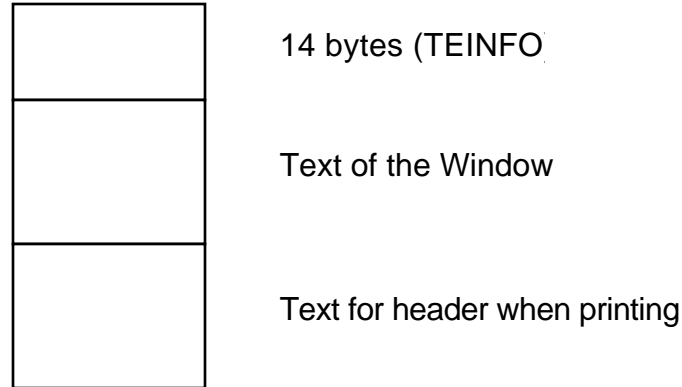 14 bytes (TEINFO)
Text of the Window
Text for header when printing